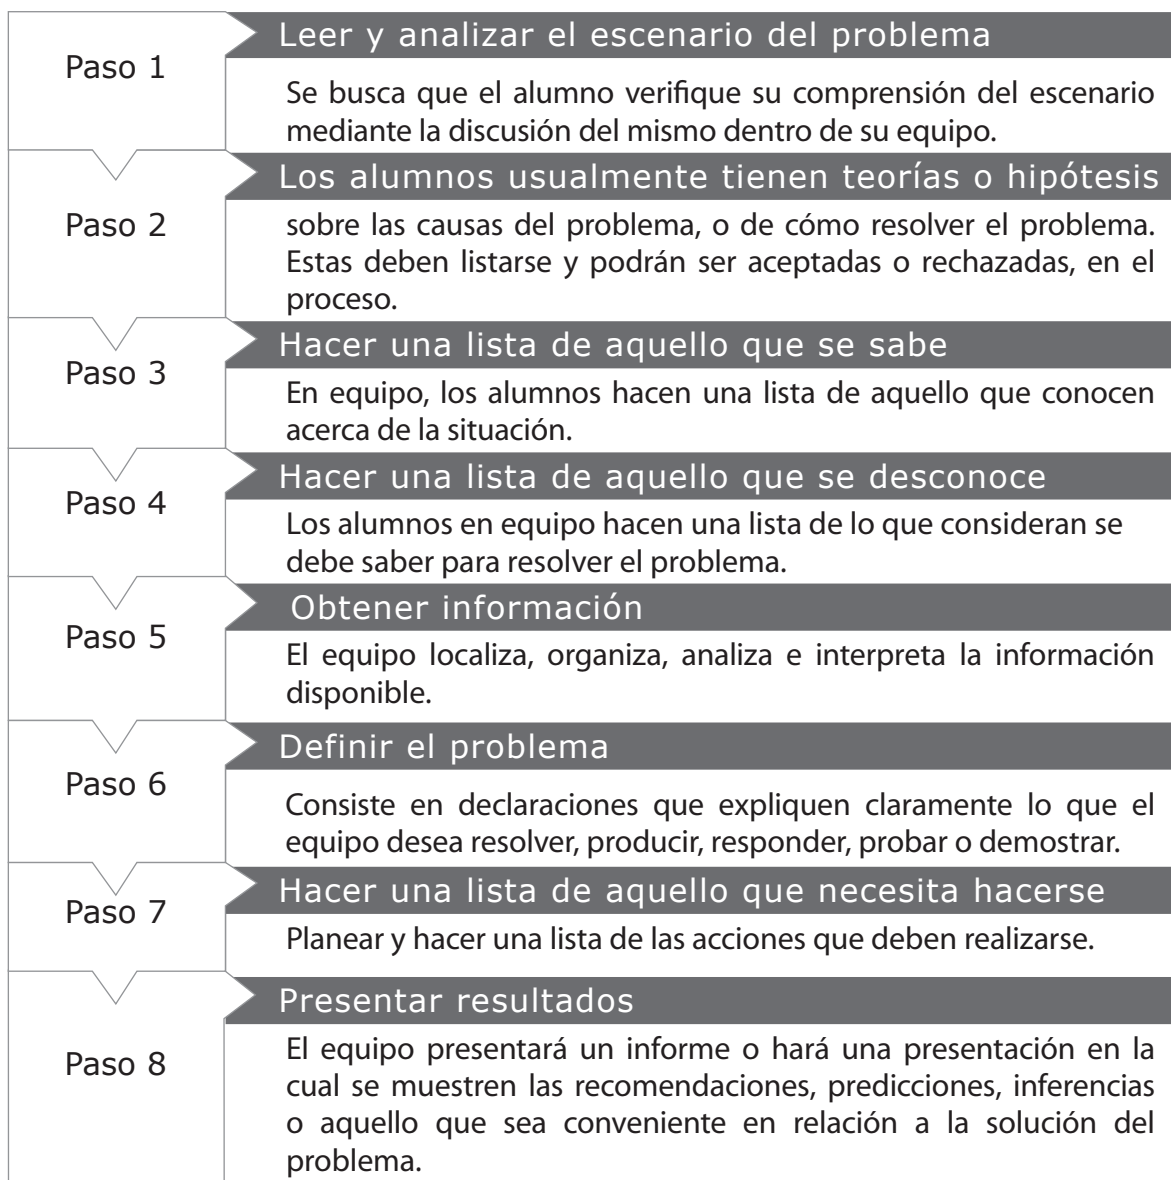 Paso 1
Leer y analizar el escenario del problema
Se busca que el alumno verifique su comprensión del escenario
mediante la discusión del mismo dentro de su equipo.
Paso 2
Los alumnos usualmente tienen teorías o hipótesis
sobre las causas del problema, o de cómo resolver el problema.
Estas deben listarse y podrán ser aceptadas o rechazadas, en el
proceso.
Paso 3
Hacer una lista de aquello que se sabe
En equipo, los alumnos hacen una lista de aquello que conocen
acerca de la situación.
Paso 4
Hacer una lista de aquello que se desconoce
Los alumnos en equipo hacen una lista de lo que consideran se
debe saber para resolver el problema.
Paso 5
Obtener información
El equipo localiza, organiza, analiza e interpreta la información
disponible.
Paso 6
Definir el problema
Consiste en declaraciones que expliquen claramente lo que el
equipo desea resolver, producir, responder, probar o demostrar.
Paso 7
Hacer una lista de aquello que necesita hacerse
Planear y hacer una lista de las acciones que deben realizarse.
Paso 8
Presentar resultados
El equipo presentará un informe o hará una presentación en la
cual se muestren las recomendaciones, predicciones, inferencias
o aquello que sea conveniente en relación a la solución del
problema.